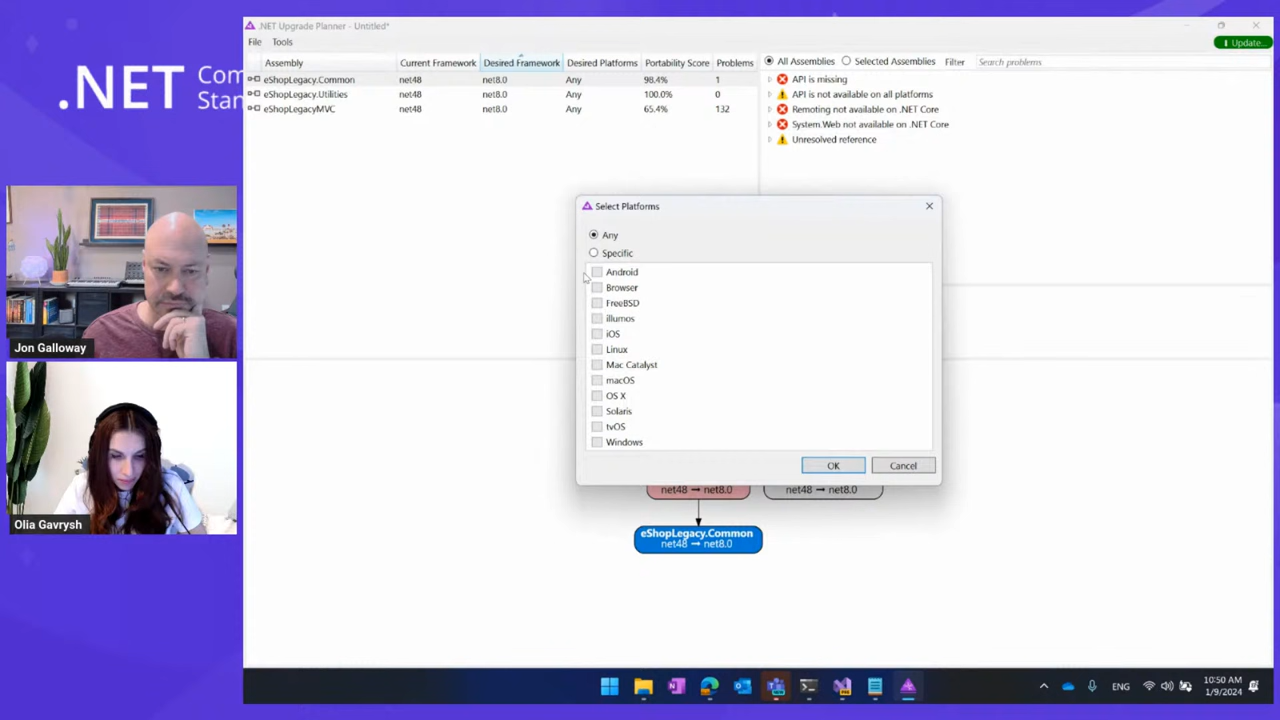 .NET
Com
Stan
Jon Galloway
Olia Gavrysh
.NET Upgrade Planner - Untitled*
File Tools
Update...
Assembly Current Framework Desired Framework Desired Platforms Portability Score Problems
eShopLegacy.Common net48 net8.0 Any 98.4% 1
eShopLegacy.Utilities net48 net8.0 Any 100.0% 0
eShopLegacyMVC net48 net8.0 Any 65.4% 132
All Assemblies Selected Assemblies Filter Search problems
API is missing
API is not available on all platforms
Remoting not available on .NET Core
System.Web not available on .NET Core
Unresolved reference
Select Platforms
Any
Specific
Android
Browser
FreeBSD
illumos
iOS
Linux
Mac Catalyst
macOS
OS X
Solaris
tvOS
Windows
OK Cancel
net48 → net8.0 net48 → net8.0
eShopLegacy.Common
net48 → net8.0
ENG
10:50 AM
1/9/2024